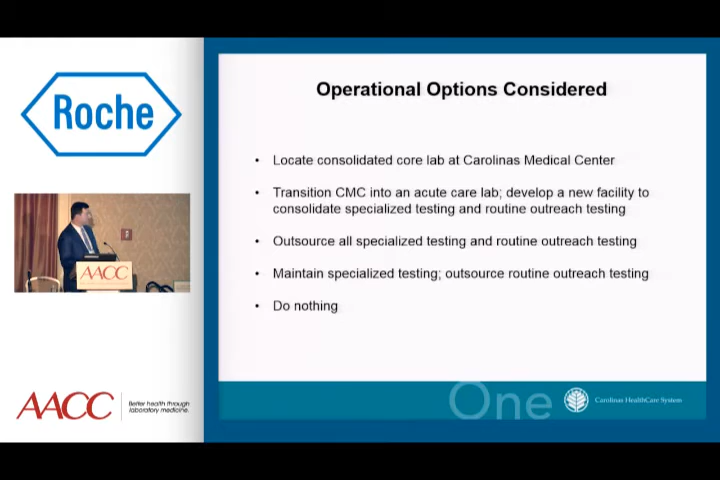 Roche
AACC
AACC
Better health through
laboratory medicine.
Operational Options Considered
• Locate consolidated core lab at Carolinas Medical Center
• Transition CMC into an acute care lab; develop a new facility to
consolidate specialized testing and routine outreach testing
• Outsource all specialized testing and routine outreach testing
• Maintain specialized testing; outsource routine outreach testing
• Do nothing
One
Carolinas HealthCare System